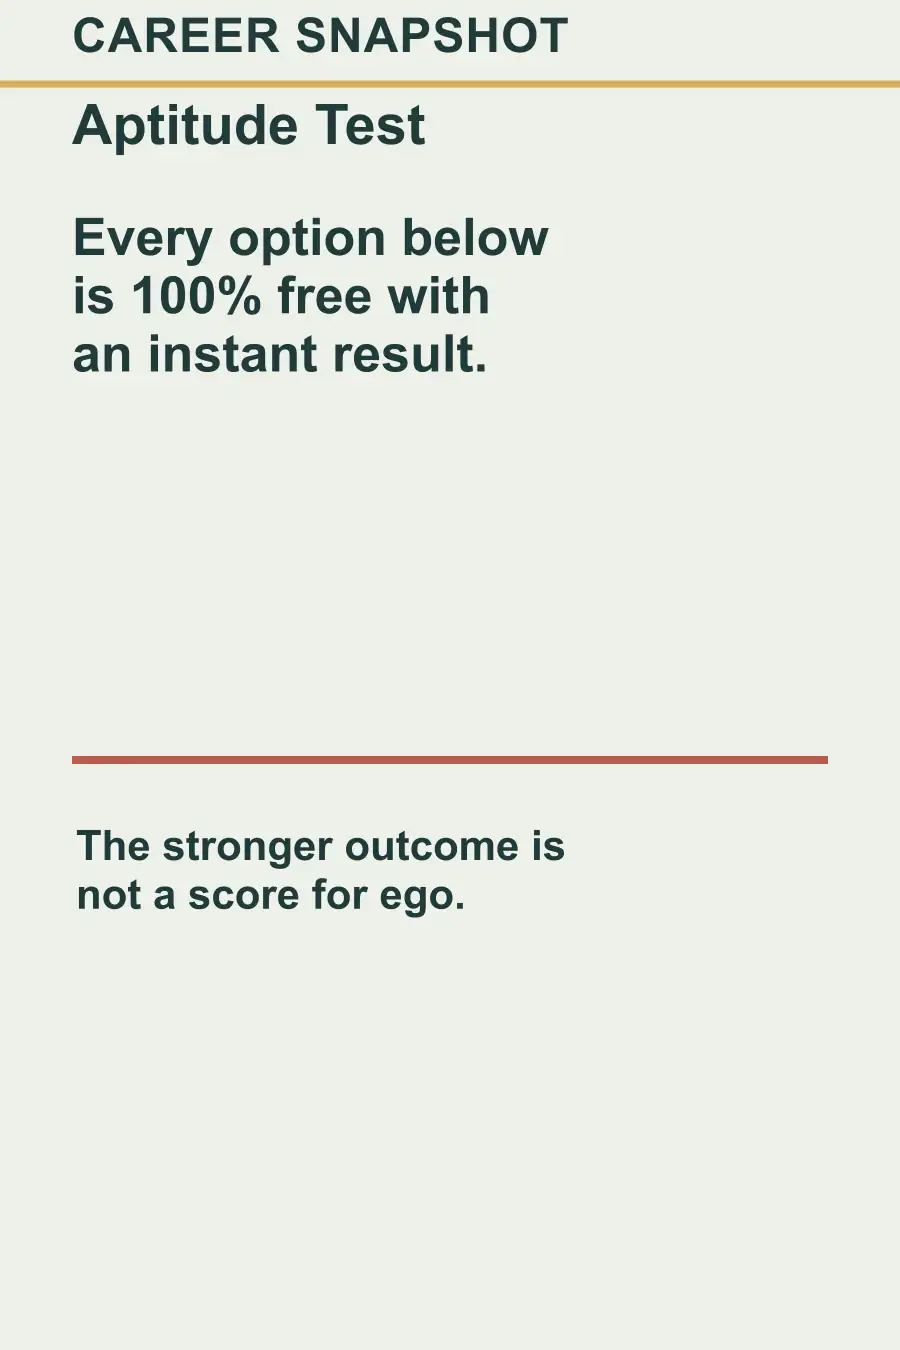 CAREER SNAPSHOT
Aptitude Test
Every option below
is 100% free with
an instant result.
The stronger outcome is
not a score for ego.